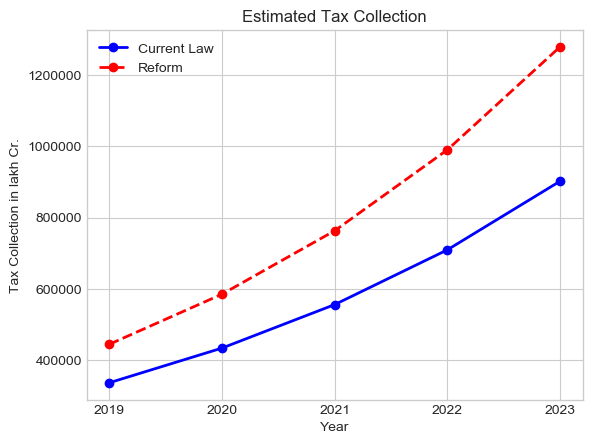 Estimated Tax Collection
Current Law
Reform
Tax Collection in lakh Cr.
1200000
1000000
800000
600000
400000
2019 2020 2021 2022 2023
Year